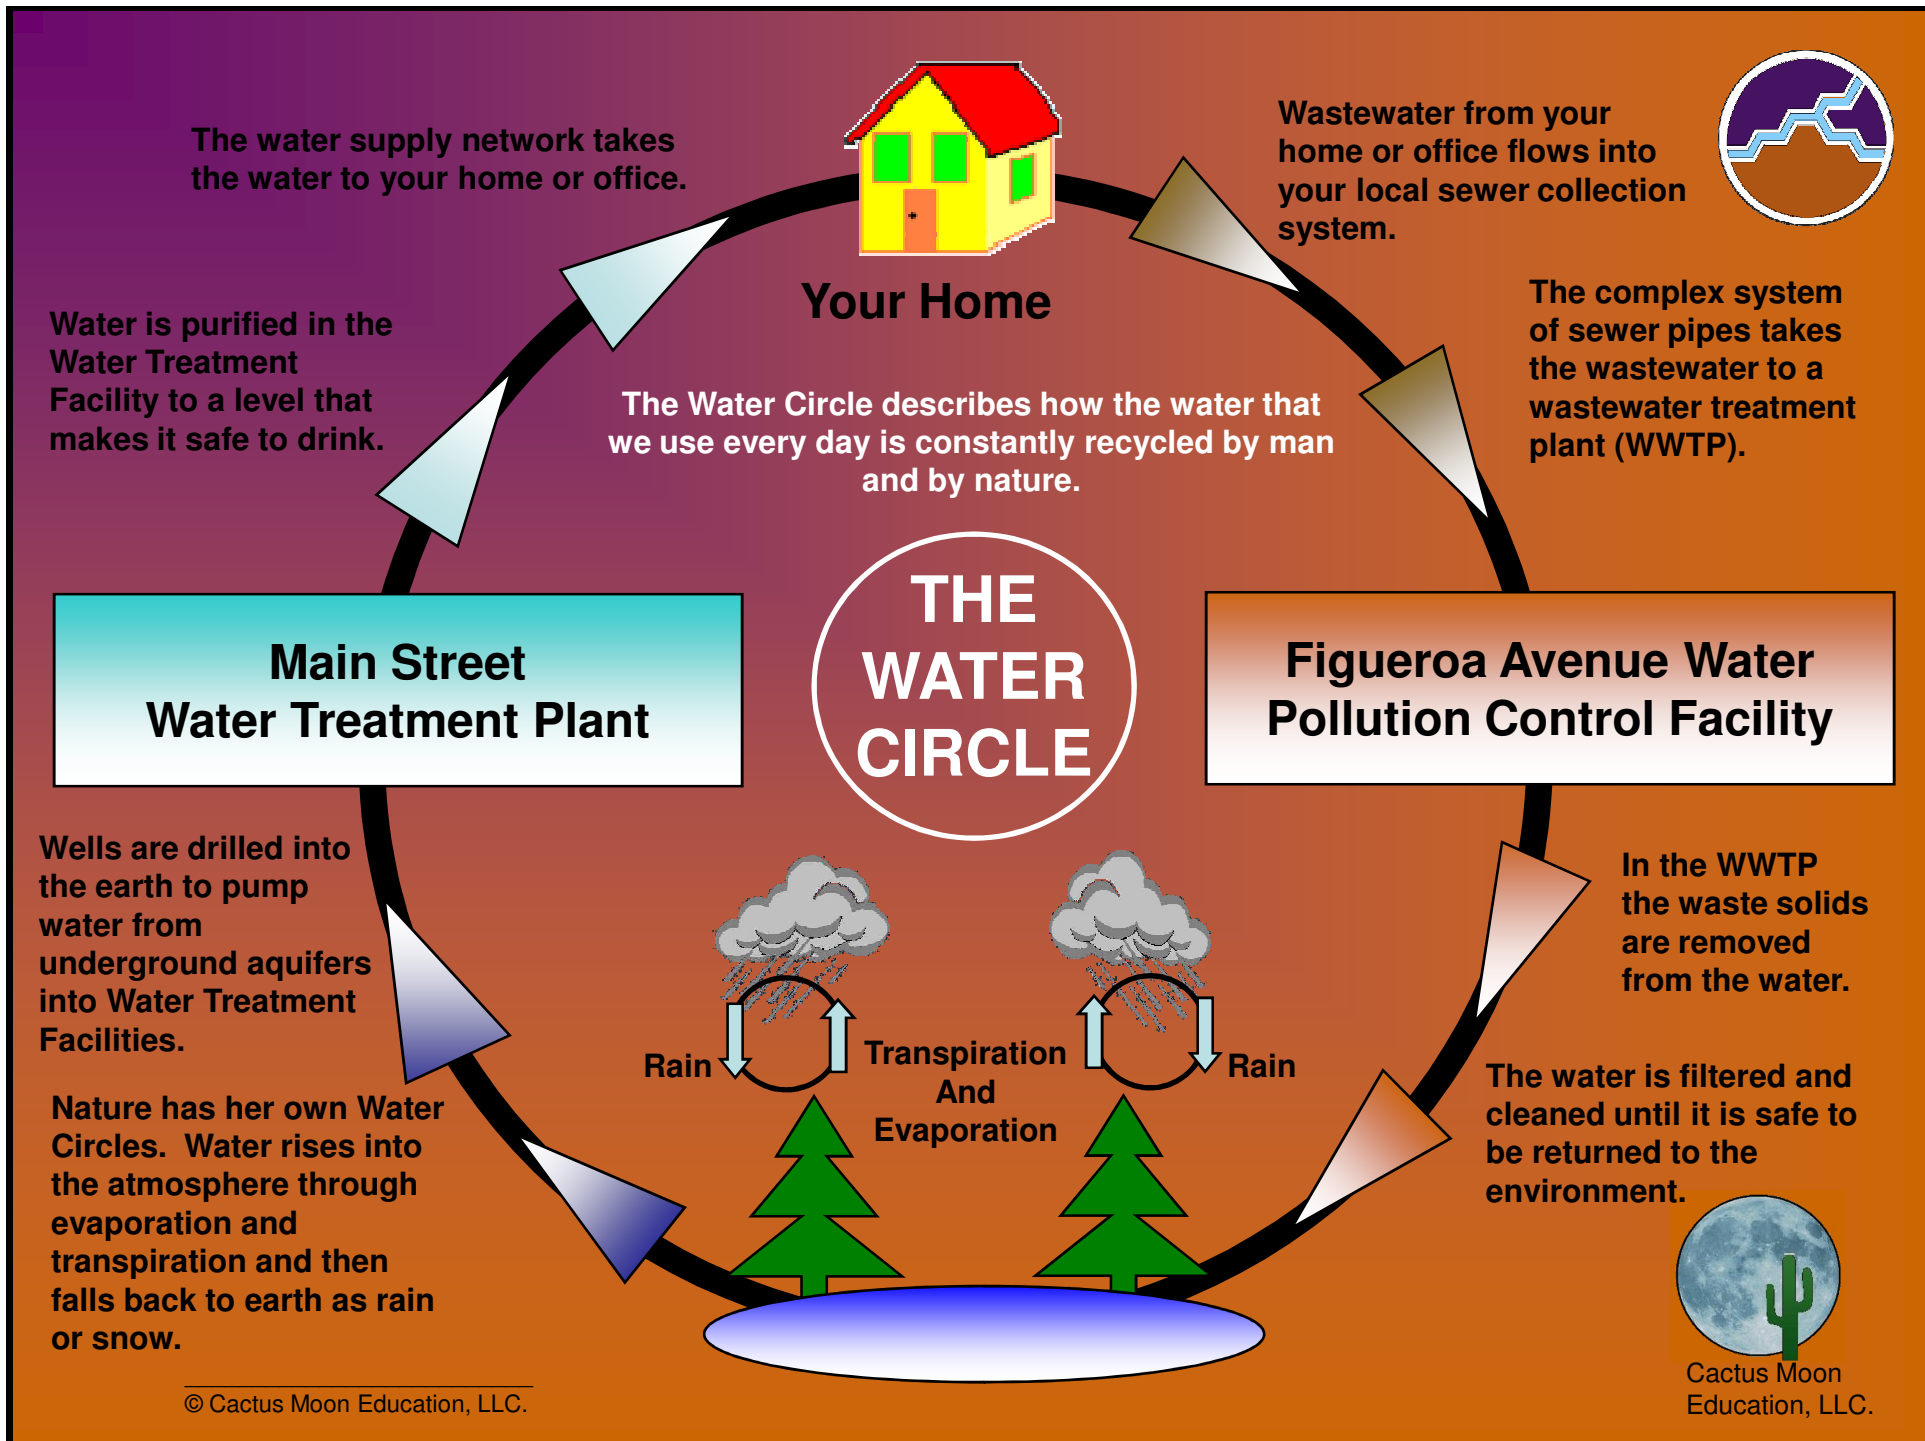 The water supply network takes
the water to your home or office.
Wastewater from your
home or office flows into
your local sewer collection
system.
Your Home
The complex system
of sewer pipes takes
the wastewater to a
wastewater treatment
plant (WWTP).
Water is purified in the
Water Treatment
Facility to a level that
makes it safe to drink.
The Water Circle describes how the water that
we use every day is constantly recycled by man
and by nature.
THE
WATER
CIRCLE
Main Street
Water Treatment Plant
Figueroa Avenue Water
Pollution Control Facility
Wells are drilled into
the earth to pump
water from
underground aquifers
into Water Treatment
Facilities.
In the WWTP
the waste solids
are removed
from the water.
Rain
Transpiration
And
Evaporation
Rain
The water is filtered and
cleaned until it is safe to
be returned to the
environment.
Nature has her own Water
Circles.  Water rises into
the atmosphere through
evaporation and
transpiration and then
falls back to earth as rain
or snow.
© Cactus Moon Education, LLC.
Cactus Moon
Education, LLC.